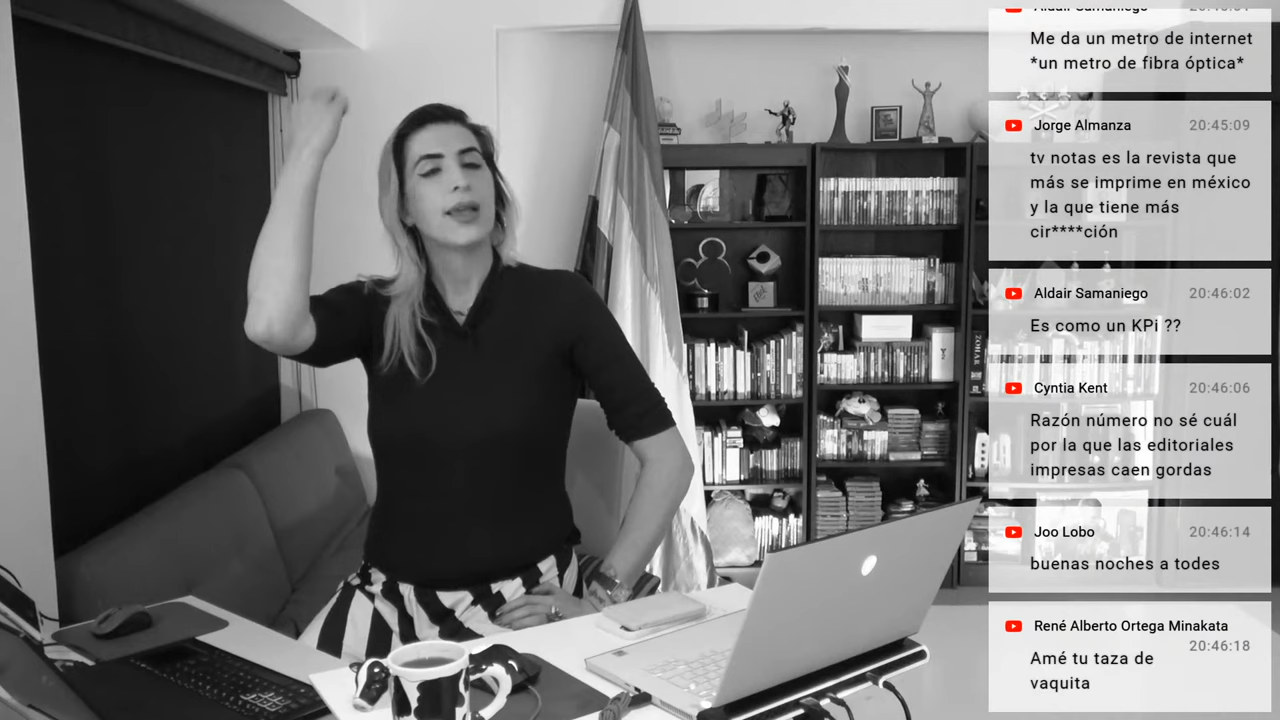 Aldair Samaniego
Me da un metro de internet
*un metro de fibra óptica*
Jorge Almanza 20:45:09
tv notas es la revista que
más se imprime en méxico
y la que tiene más
cir****ción
Aldair Samaniego 20:46:02
Es como un KPi ??
Cyntia Kent 20:46:06
Razón número no sé cuál
por la que las editoriales
impresas caen gordas
Joo Lobo 20:46:14
buenas noches a todes
René Alberto Ortega Minakata
20:46:18
Amé tu taza de
vaquita
ZOHAR